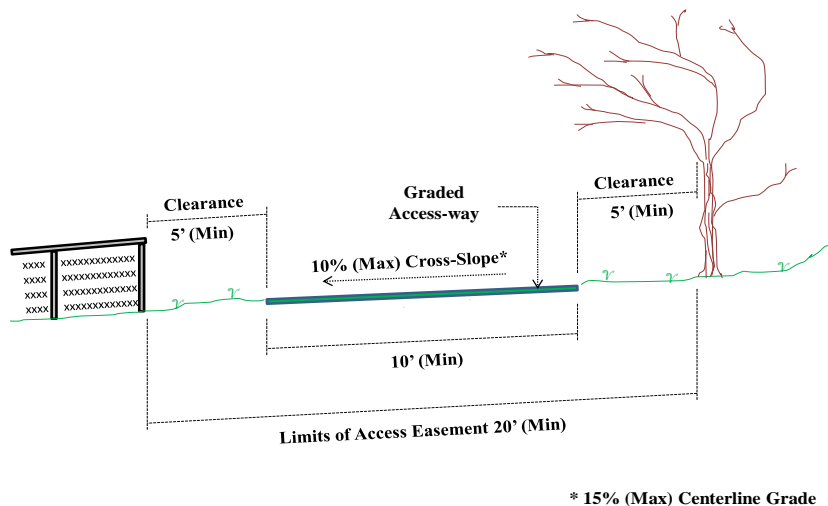 Clearance
5’ (Min)
Graded
Access-way
Clearance
5’ (Min)
10% (Max) Cross-Slope*
xxxx xxxxxxxxxxxxx
xxxx xxxxxxxxxxxxx
xxxx xxxxxxxxxxxxx
xxxx xxxxxxxxxxxxx
10’ (Min)
Limits of Access Easement 20’ (Min)
* 15% (Max) Centerline Grade